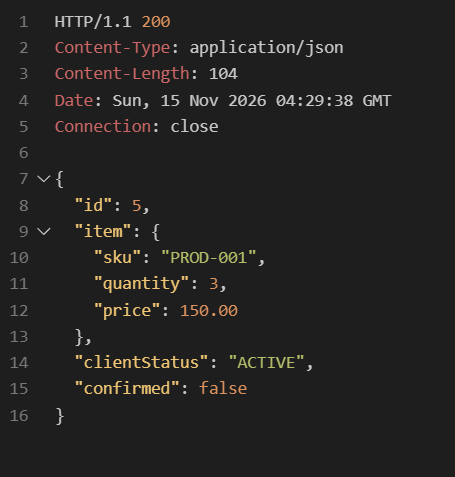 1 HTTP/1.1 200
2 Content-Type: application/json
3 Content-Length: 104
4 Date: Sun, 15 Nov 2026 04:29:38 GMT
5 Connection: close
6
7 {
8 "id": 5,
9 "item": {
10 "sku": "PROD-001",
11 "quantity": 3,
12 "price": 150.00
13 },
14 "clientStatus": "ACTIVE",
15 "confirmed": false
16 }